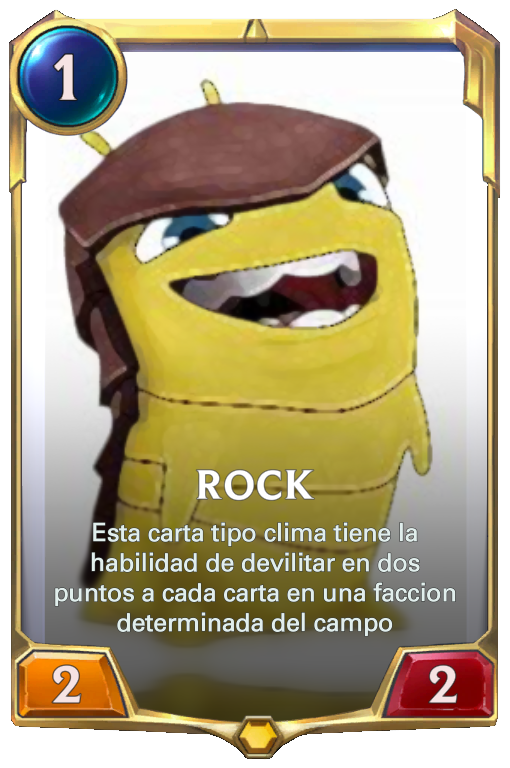 1
ROCK
Esta carta tipo clima tiene la
habilidad de devilitar en dos
puntos a cada carta en una faccion
determinada del campo
2
2